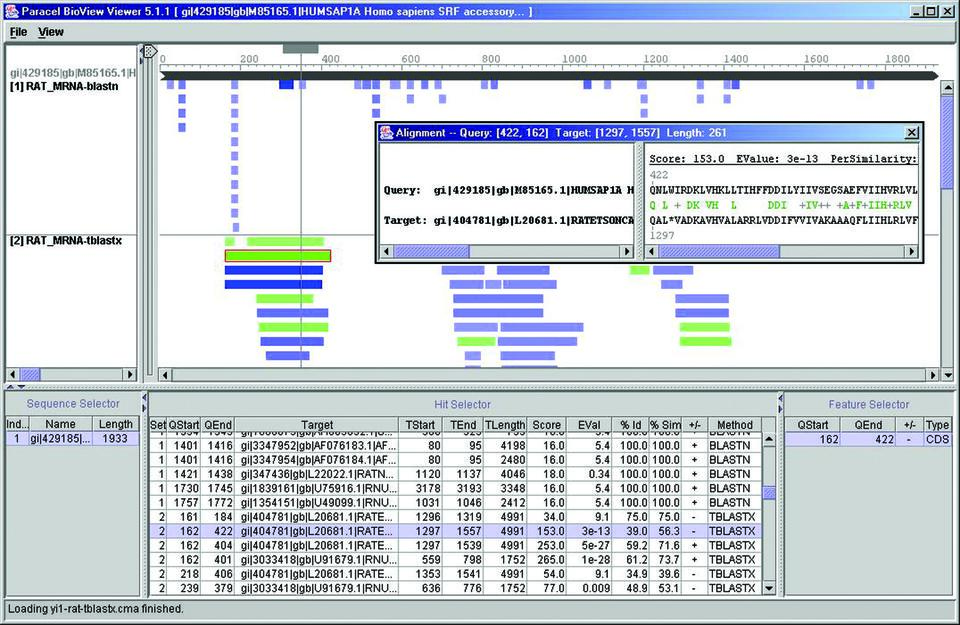 Paracel BioView Viewer 5.1.1 [ gi|429185|gb|M85165.1|HUMSAP1A Homo sapiens SRF accessory... ]
File View
0 200 400 600 800 1000 1200 1400 1600 1800
gi|429185|gb|M85165.1|H
[1] RAT_MRNA-blastn
Alignment -- Query: [422, 162] Target: [1297, 1557] Length: 261
Score: 153.0 EValue: 3e-13 PerSimilarity:
422
Query: gi|429185|gb|M85165.1|HUMSAP1A H QNLWIRDKLVHKLLTIHFFDDILYIIVSEGSAEFVIIHVRLVL
Q L + DK VH L DDI +IV++ +A+F+IIH+RLV
Target: gi|404781|gb|L20681.1|RATETSONCA QAL*VADKAVHVALARRLVDDIFVVIVAKAAAQFLIIHLRLVF
1297
[2] RAT_MRNA-tblastx
Sequence Selector
Ind... Name Length
1 gi|429185|... 1933
Hit Selector
Set QStart QEnd Target TStart TEnd TLength Score EVal % Id % Sim +/- Method
1 1401 1416 gi|3347952|gb|AF076183.1|AF... 80 95 4198 16.0 5.4 100.0 100.0 + BLASTN
1 1401 1416 gi|3347954|gb|AF076184.1|AF... 80 95 2480 16.0 5.4 100.0 100.0 + BLASTN
1 1421 1438 gi|347436|gb|L22022.1|RATN... 1120 1137 4046 18.0 0.34 100.0 100.0 + BLASTN
1 1730 1745 gi|1839161|gb|U75916.1|RNU... 3178 3193 3348 16.0 5.4 100.0 100.0 + BLASTN
1 1757 1772 gi|1354151|gb|U49099.1|RNU... 1031 1046 2412 16.0 5.4 100.0 100.0 + BLASTN
2 161 184 gi|404781|gb|L20681.1|RATE... 1296 1319 4991 34.0 9.1 75.0 75.0 - TBLASTX
2 162 422 gi|404781|gb|L20681.1|RATE... 1297 1557 4991 153.0 3e-13 39.0 56.3 - TBLASTX
2 162 404 gi|404781|gb|L20681.1|RATE... 1297 1539 4991 253.0 5e-27 59.2 71.6 + TBLASTX
2 162 401 gi|3033418|gb|U91679.1|RNU... 559 798 1752 265.0 1e-28 61.2 73.7 + TBLASTX
2 218 406 gi|404781|gb|L20681.1|RATE... 1353 1541 4991 54.0 9.1 34.9 39.6 - TBLASTX
2 239 379 gi|3033418|gb|U91679.1|RNU... 636 776 1752 77.0 0.009 48.9 53.1 - TBLASTX
Feature Selector
QStart QEnd +/- Type
162 422 - CDS
Loading yi1-rat-tblastx.cma finished.